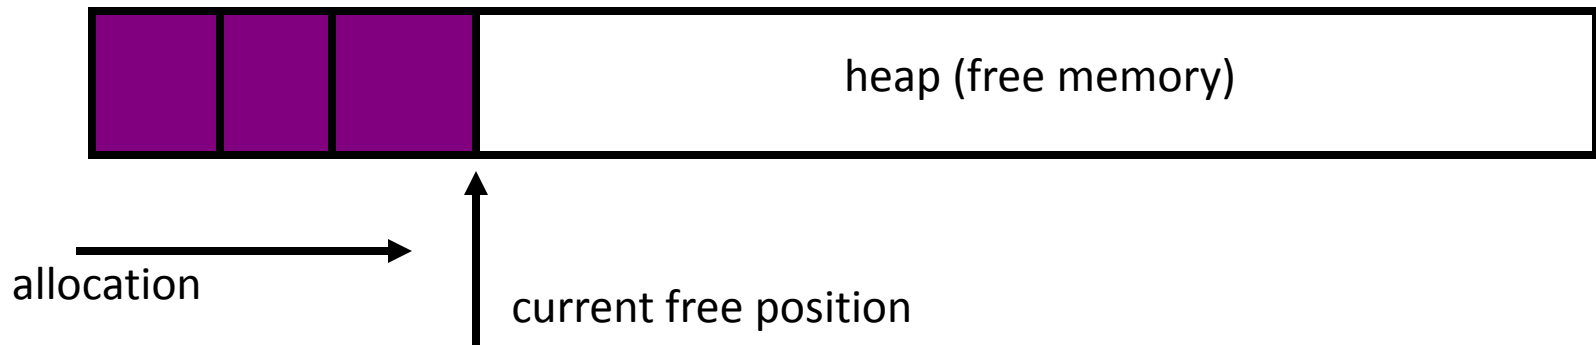 heap (free memory)
allocation
current free position